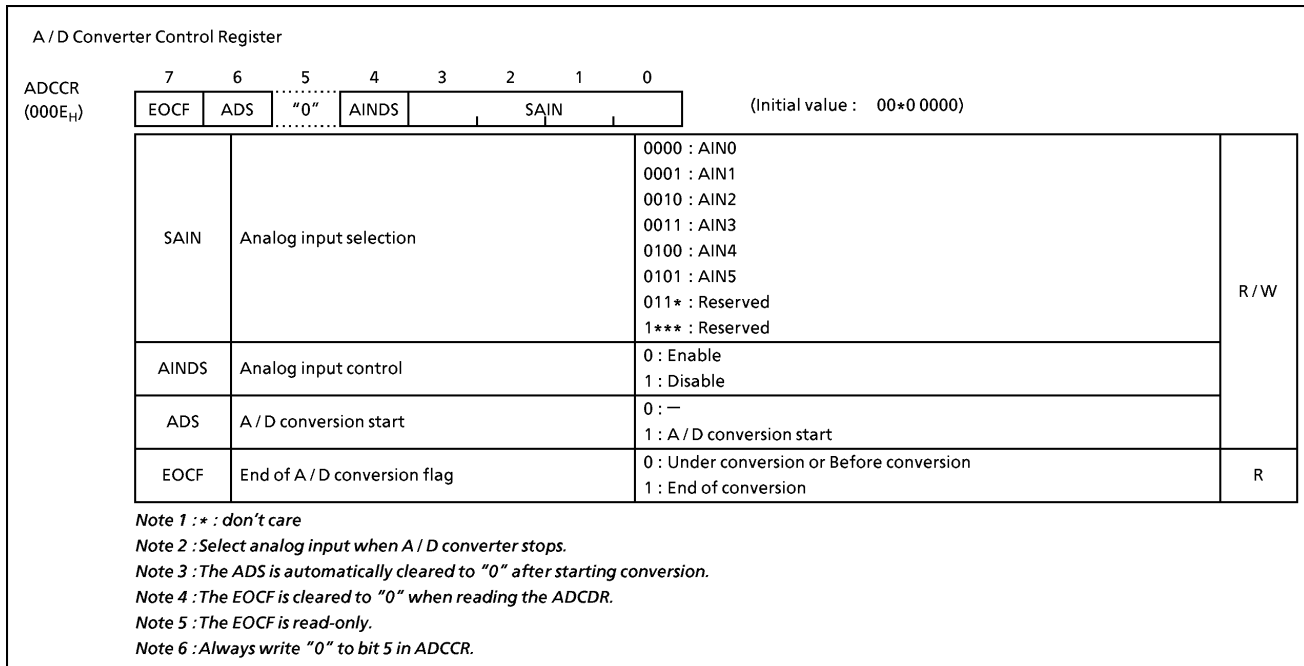 A / D Converter Control Register
7 6 5 4 3 2 1 0
ADCCR
(000EH)
EOCF ADS "0" AINDS SAIN (Initial value : 00*0 0000)
SAIN Analog input selection
0000 : AIN0
0001 : AIN1
0010 : AIN2
0011 : AIN3
0100 : AIN4
0101 : AIN5
011* : Reserved
1*** : Reserved
R / W
AINDS Analog input control
0 : Enable
1 : Disable
ADS A / D conversion start
0 : —
1 : A / D conversion start
EOCF End of A / D conversion flag
0 : Under conversion or Before conversion
1 : End of conversion
R
Note 1 : * : don't care
Note 2 : Select analog input when A / D converter stops.
Note 3 : The ADS is automatically cleared to "0" after starting conversion.
Note 4 : The EOCF is cleared to "0" when reading the ADCDR.
Note 5 : The EOCF is read-only.
Note 6 : Always write "0" to bit 5 in ADCCR.